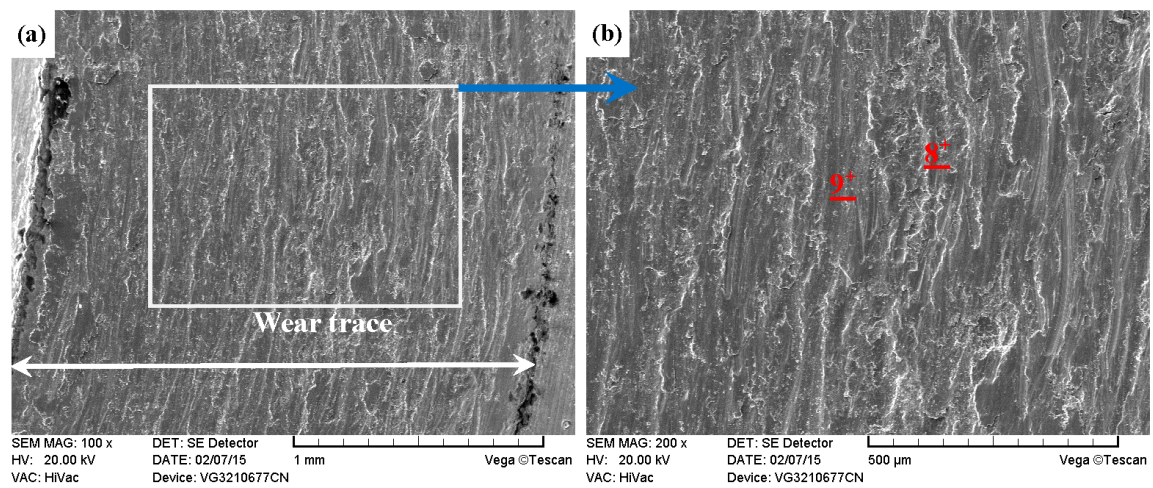 (a)
Wear trace
SEM MAG: 100 x DET: SE Detector
HV: 20.00 kV DATE: 02/07/15 1 mm Vega ©Tescan
VAC: HiVac Device: VG3210677CN
(b)
8+
9+
SEM MAG: 200 x DET: SE Detector
HV: 20.00 kV DATE: 02/07/15 500 µm Vega ©Tescan
VAC: HiVac Device: VG3210677CN